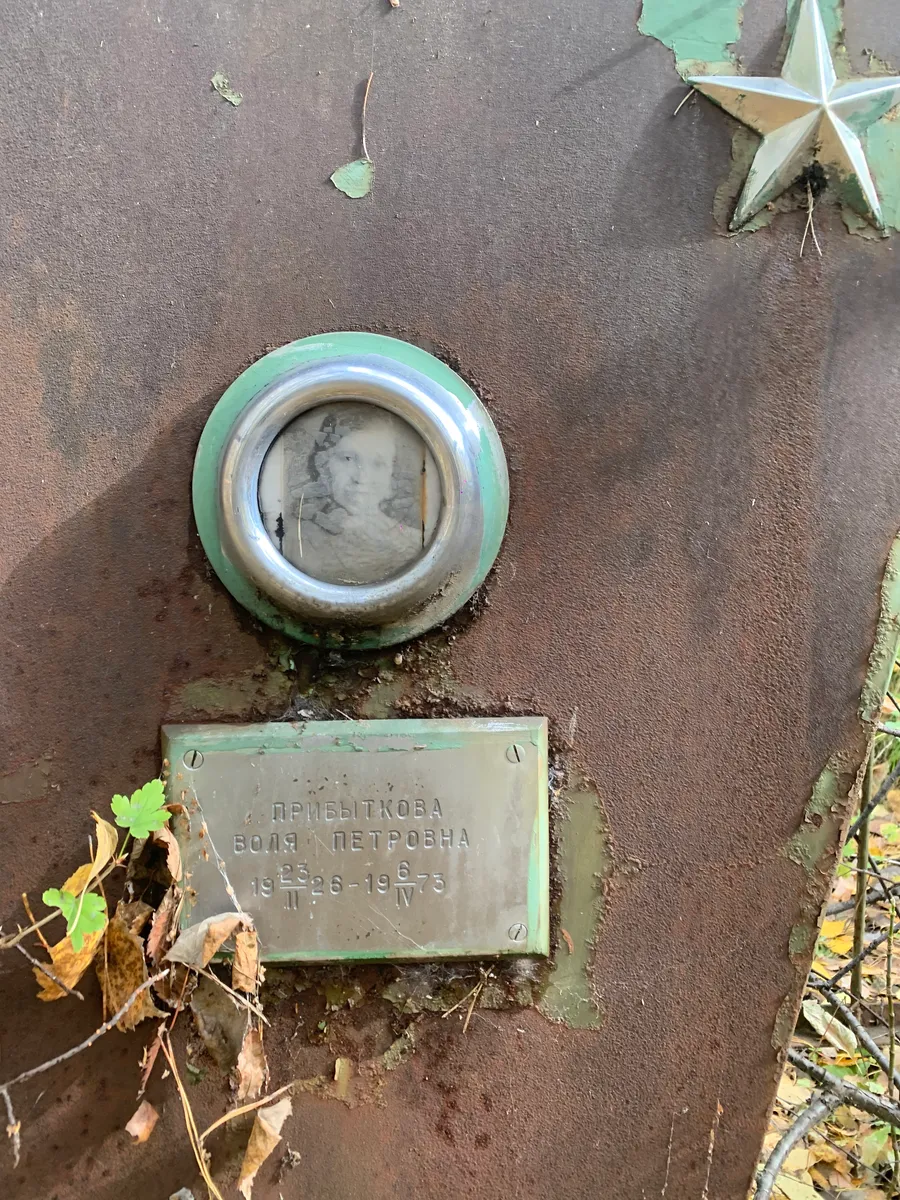 ПРИБЫТКОВА
ВОЛЯ ПЕТРОВНА
19 23/II 26 - 19 6/IV 73